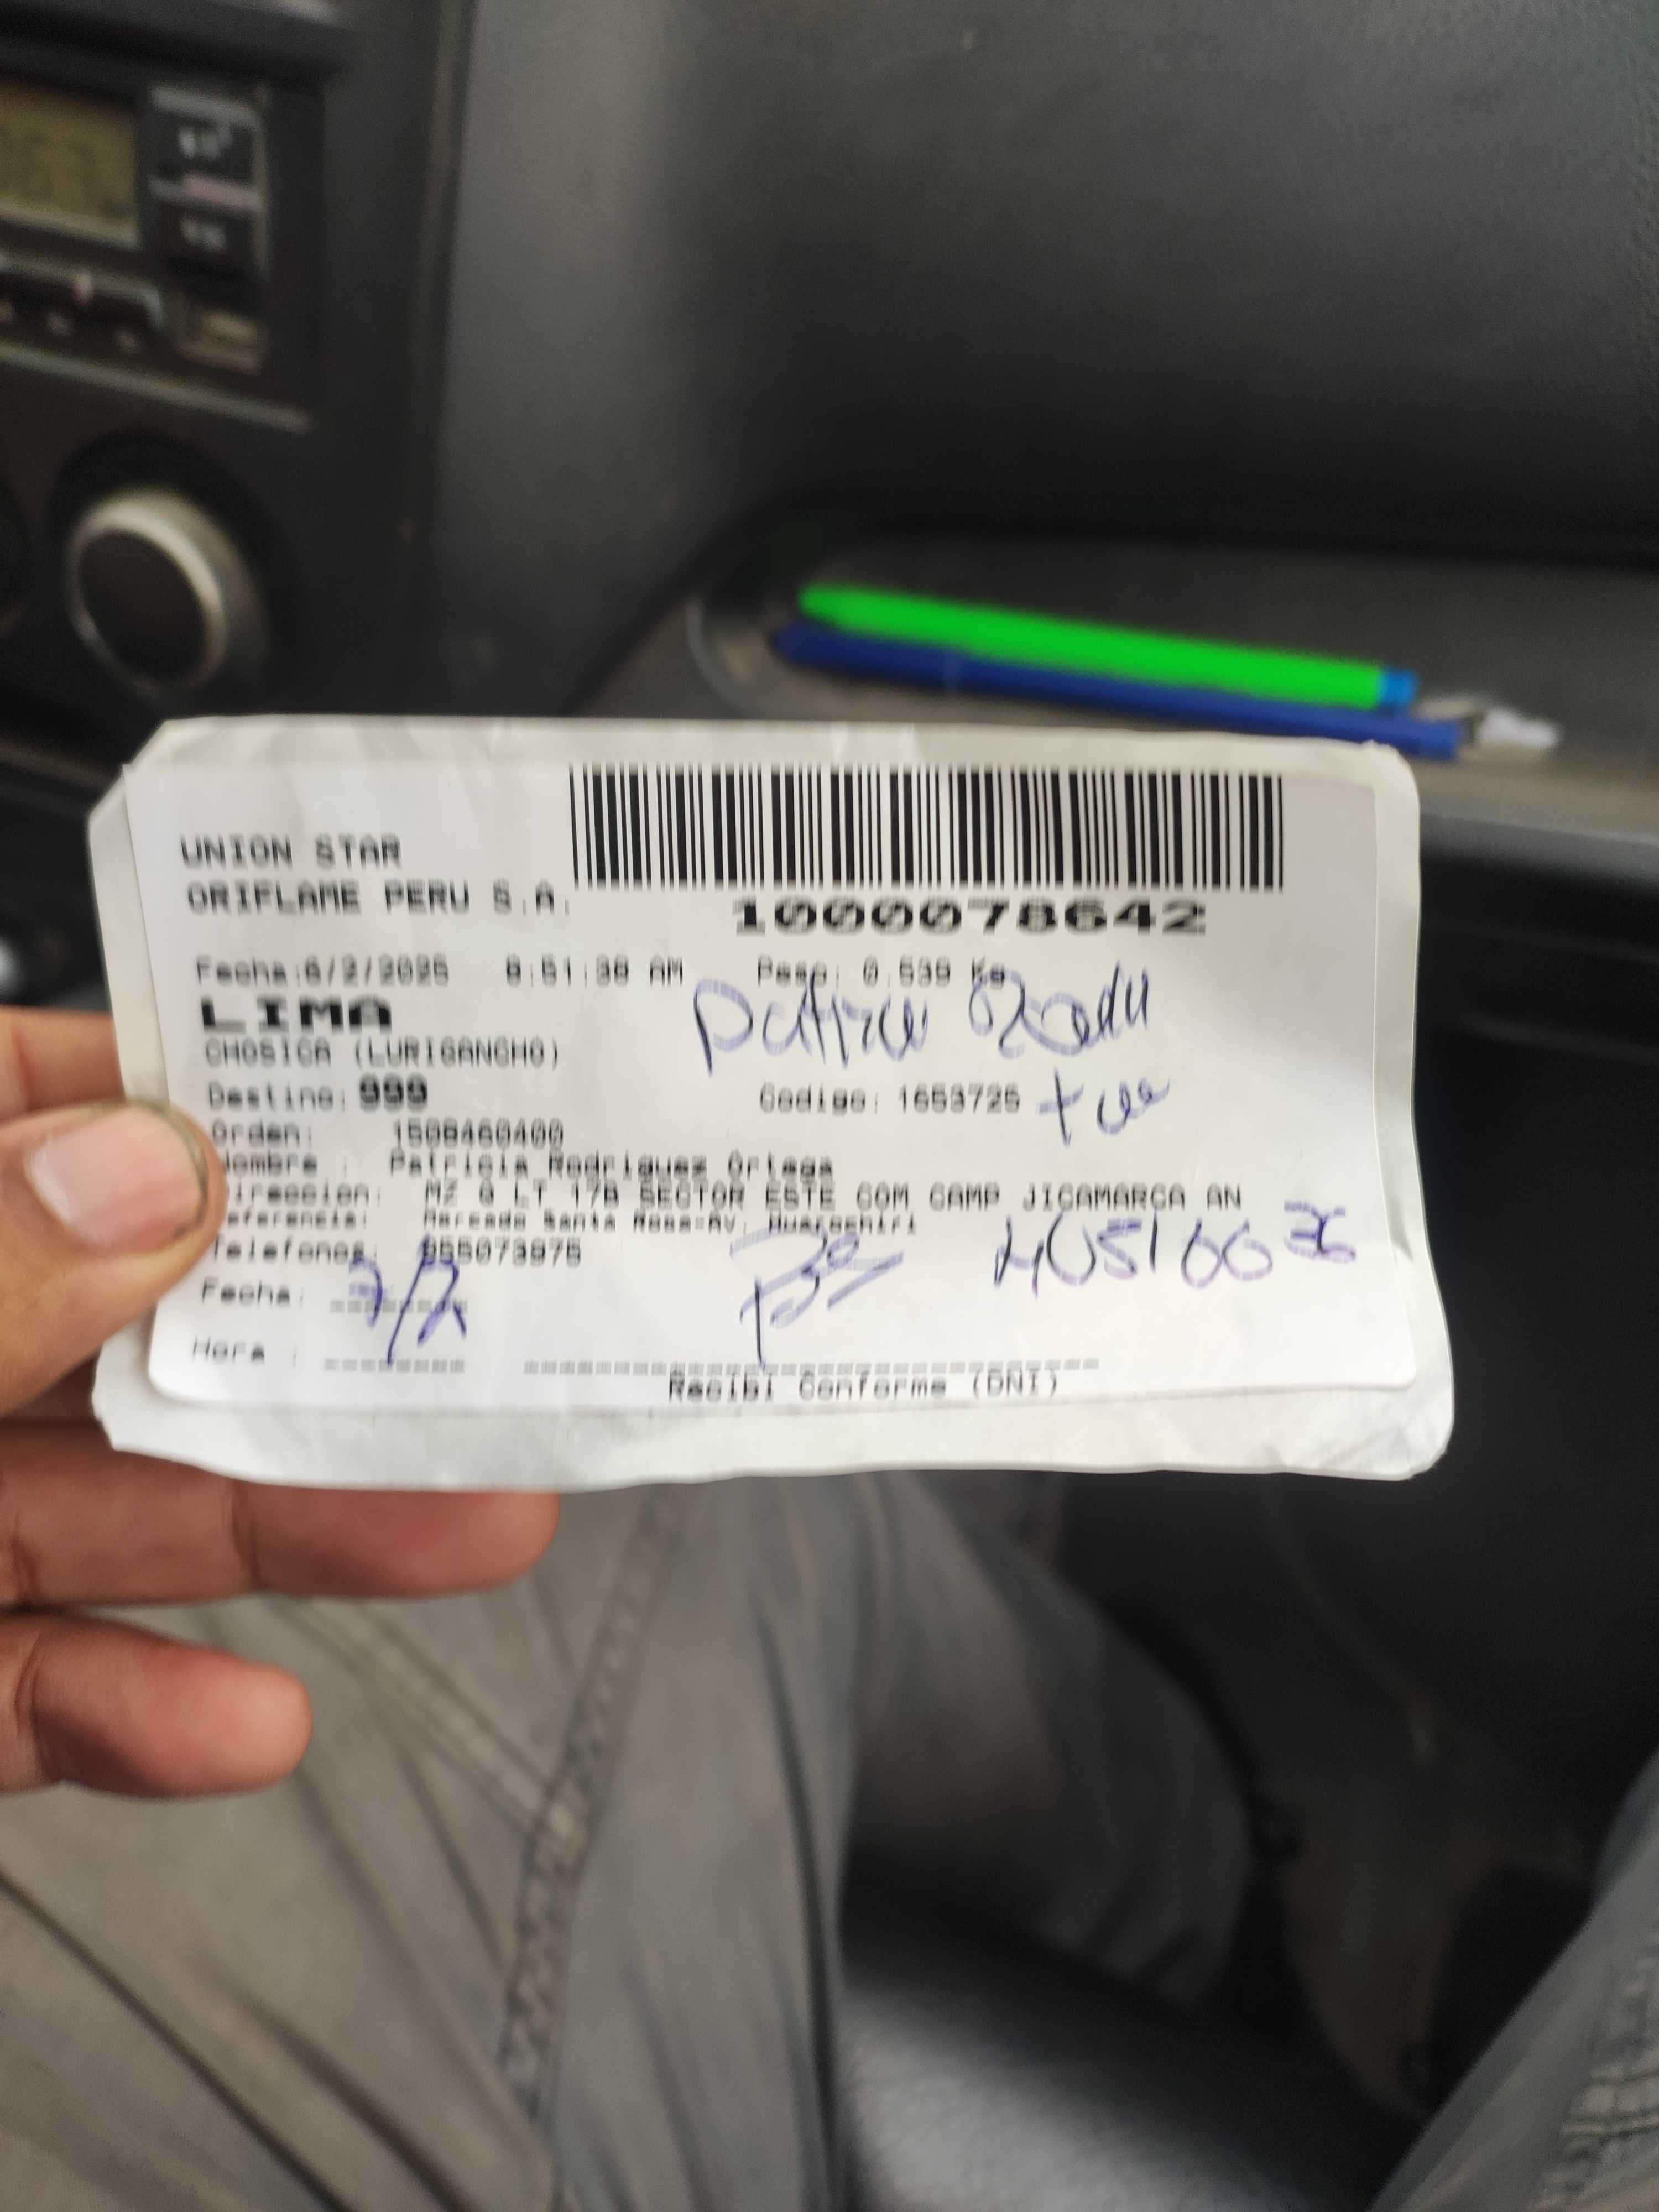 UNION STAR
ORIFLAME PERU S.A.
1000078642
Fecha:6/2/2025 8:51:38 AM Peso: 0.539 Kg
LIMA
CHOSICA (LURIGANCHO)
Destino: 999 Codigo: 1653725
Orden: 1508460400
Nombre : Patricia Rodriguez Ortega
Direccion: MZ Q LT 17B SECTOR ESTE COM CAMP JICAMARCA AN
Referencia: Mercado Santa Rosa-Av. Huarochiri
Telefonos: 955073975
Fecha: 7/2
Hora :
Recibi Conforme (DNI)